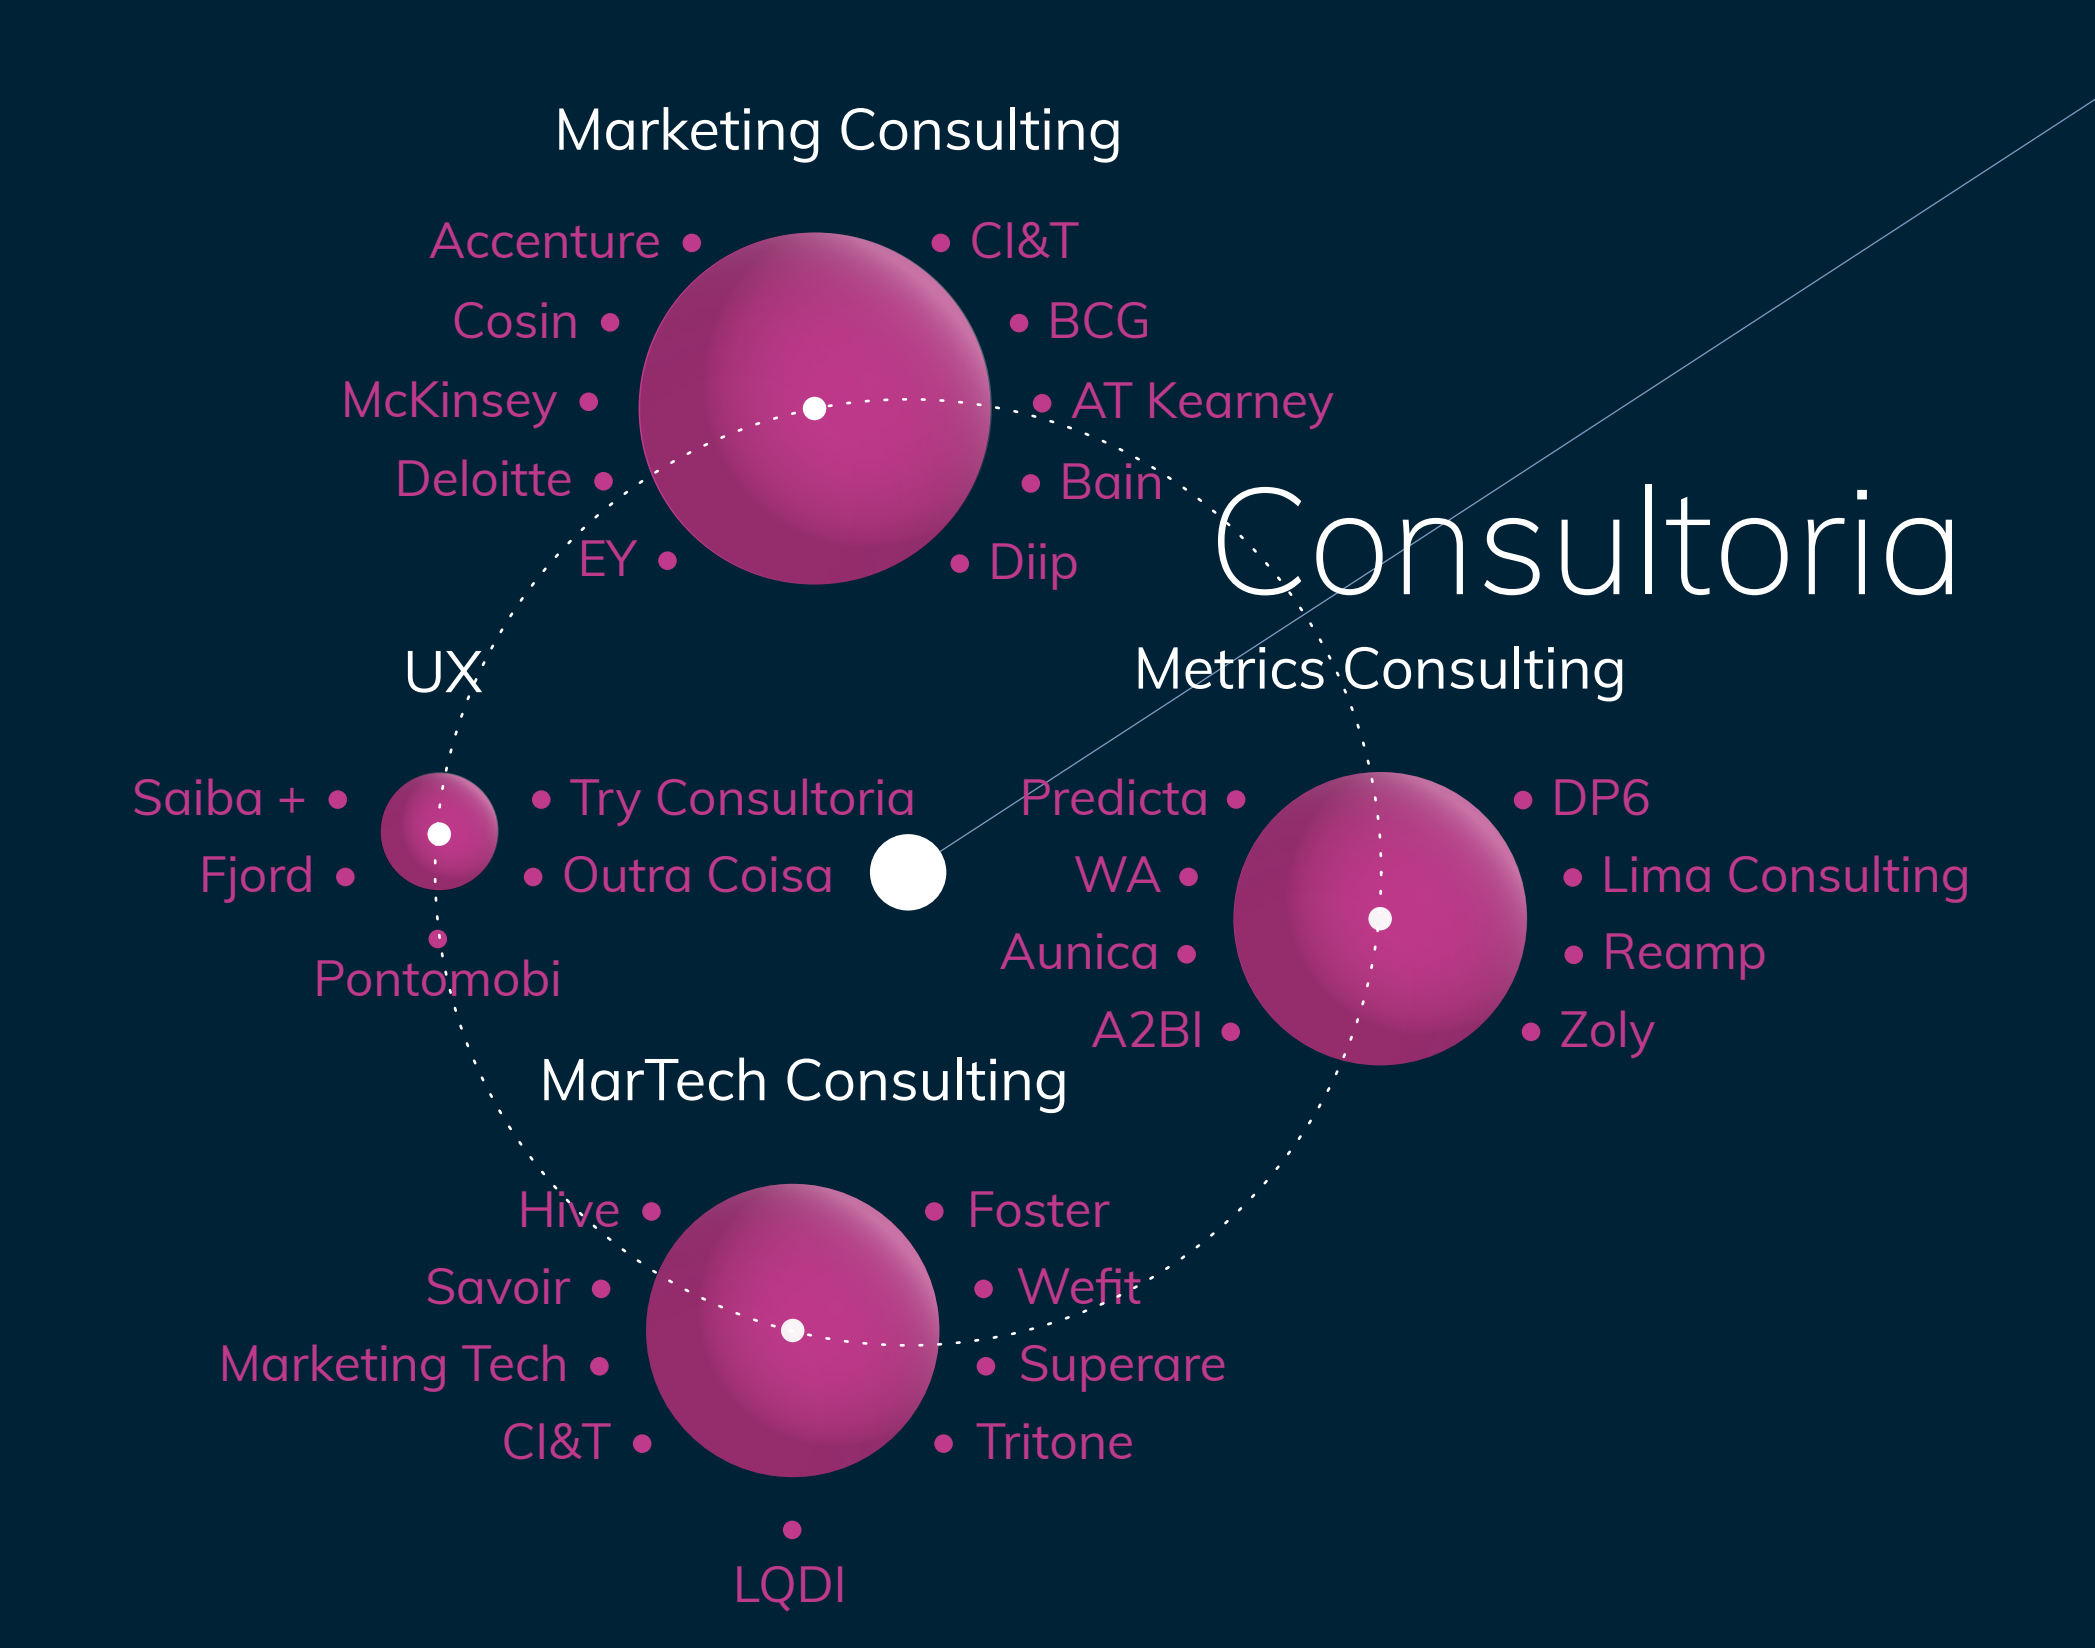 Marketing Consulting
Accenture
CI&T
Cosin
BCG
McKinsey
AT Kearney
Deloitte
Bain
EY
Diip
Consultoria
UX
Saiba +
Try Consultoria
Fjord
Outra Coisa
Pontomobi
Metrics Consulting
Predicta
DP6
WA
Lima Consulting
Aunica
Reamp
A2BI
Zoly
MarTech Consulting
Hive
Foster
Savoir
Wefit
Marketing Tech
Superare
CI&T
Tritone
LQDI